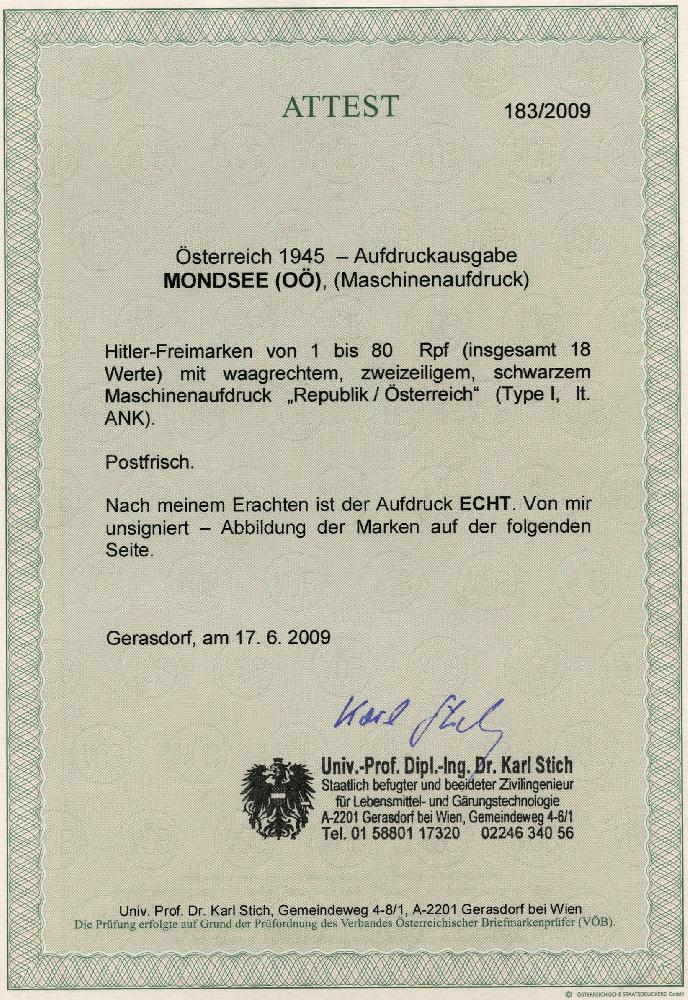 ATTEST 183/2009
Österreich 1945 – Aufdruckausgabe
MONDSEE (OÖ), (Maschinenaufdruck)
Hitler-Freimarken von 1 bis 80 Rpf (insgesamt 18
Werte) mit waagrechtem, zweizeiligem, schwarzem
Maschinenaufdruck „Republik / Österreich“ (Type I, lt.
ANK).
Postfrisch.
Nach meinem Erachten ist der Aufdruck ECHT. Von mir
unsigniert – Abbildung der Marken auf der folgenden
Seite.
Gerasdorf, am 17. 6. 2009
Karl Stich
Univ.-Prof. Dipl.-Ing. Dr. Karl Stich
Staatlich befugter und beeideter Zivilingenieur
für Lebensmittel- und Gärungstechnologie
A-2201 Gerasdorf bei Wien, Gemeindeweg 4-6/1
Tel. 01 58801 17320 02246 340 56
Univ. Prof. Dr. Karl Stich, Gemeindeweg 4-8/1, A-2201 Gerasdorf bei Wien
Die Prüfung erfolgte auf Grund der Prüfordnung des Verbandes Österreichischer Briefmarkenprüfer (VÖB).
© ÖSTERREICHISCHE STAATSDRUCKEREI GmbH